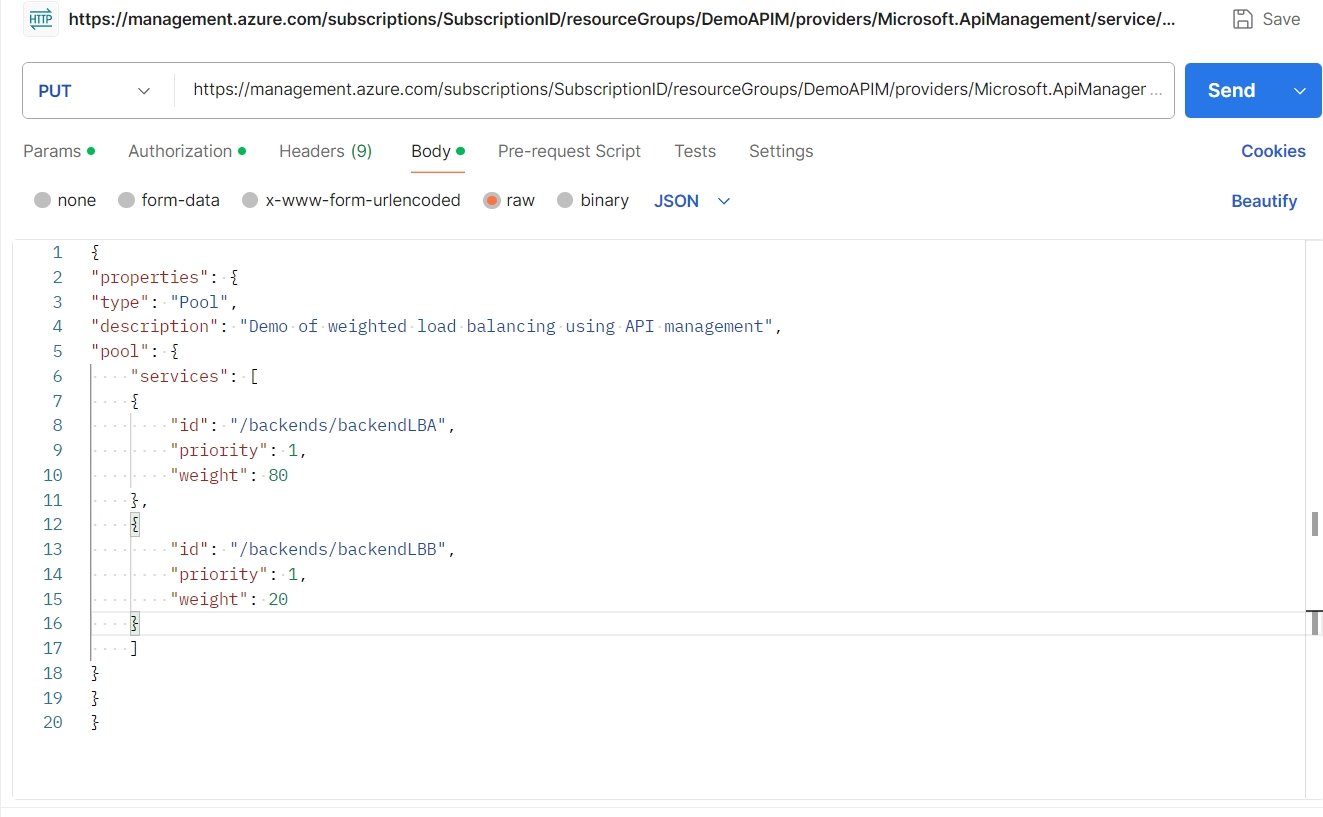 HTTP https://management.azure.com/subscriptions/SubscriptionID/resourceGroups/DemoAPIM/providers/Microsoft.ApiManagement/service/... Save
PUT https://management.azure.com/subscriptions/SubscriptionID/resourceGroups/DemoAPIM/providers/Microsoft.ApiManager ... Send
Params Authorization Headers (9) Body Pre-request Script Tests Settings Cookies
none form-data x-www-form-urlencoded raw binary JSON Beautify
1 {
2 "properties": {
3 "type": "Pool",
4 "description": "Demo of weighted load balancing using API management",
5 "pool": {
6 "services": [
7 {
8 "id": "/backends/backendLBA",
9 "priority": 1,
10 "weight": 80
11 },
12 {
13 "id": "/backends/backendLBB",
14 "priority": 1,
15 "weight": 20
16 }
17 ]
18 }
19 }
20 }